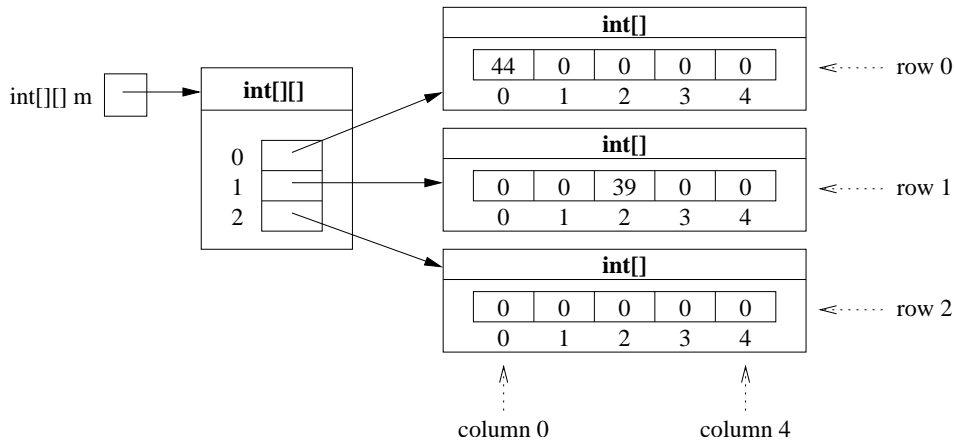 int[]
44 0 0 0 0
0 1 2 3 4
row 0
int[][] m
int[][]
0
1
2
int[]
0 0 39 0 0
0 1 2 3 4
row 1
int[]
0 0 0 0 0
0 1 2 3 4
row 2
column 0
column 4